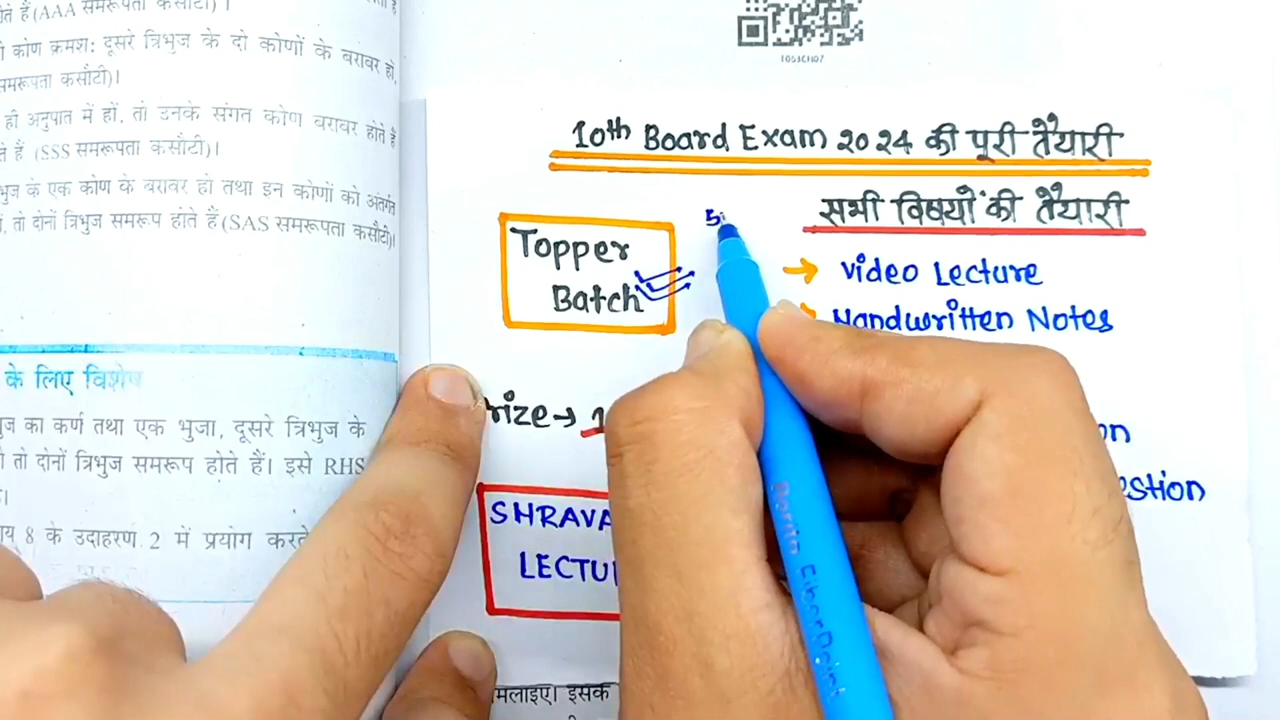 ते हैं (AAA समरूपता कसौटी)।
कोण क्रमश: दूसरे त्रिभुज के दो कोणों के बराबर हों,
समरूपता कसौटी)।
ही अनुपात में हों, तो उनके संगत कोण बराबर होते हैं
ते हैं (SSS समरूपता कसौटी)।
भुज के एक कोण के बराबर हो तथा इन कोणों को अंतर्गत
तो दोनों त्रिभुज समरूप होते हैं (SAS समरूपता कसौटी)।
के लिए विशेष
का कर्ण तथा एक भुजा, दूसरे त्रिभुज के
तो दोनों त्रिभुज समरूप होते हैं। इसे RHS
8 के उदाहरण 2 में प्रयोग करते
1053CH07
10th Board Exam 2024 की पूरी तैयारी
सभी विषयों की तैयारी
Topper
Batch
5
→ Video Lecture
Handwritten Notes
rize → 1
on
estion
SHRAVA
LECTU
मिलाइए। इसक